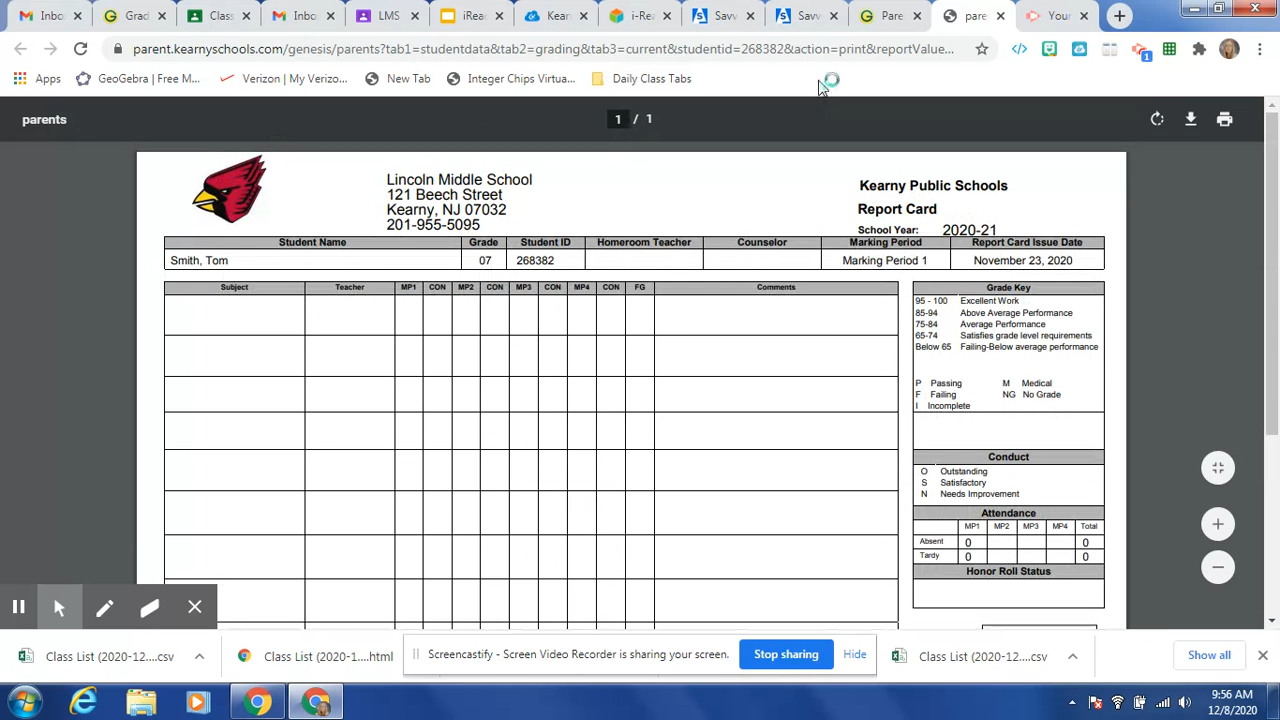 Inbo Grad Class Inbo LMS iRea Kea i-Re Savv Savv Par pare Your
parent.kearnyschools.com/genesis/parents?tab1=studentdata&tab2=grading&tab3=current&studentid=268382&action=print&reportValue...
Apps GeoGebra | Free M... Verizon | My Verizo... New Tab Integer Chips Virtua... Daily Class Tabs
parents 1 / 1
Lincoln Middle School
121 Beech Street
Kearny, NJ 07032
201-955-5095
Kearny Public Schools
Report Card
School Year: 2020-21
Student Name Grade Student ID Homeroom Teacher Counselor Marking Period Report Card Issue Date
Smith, Tom 07 268382 Marking Period 1 November 23, 2020
Subject Teacher MP1 CON MP2 CON MP3 CON MP4 CON FG Comments
Grade Key
95 - 100 Excellent Work
85-94 Above Average Performance
75-84 Average Performance
65-74 Satisfies grade level requirements
Below 65 Failing-Below average performance
P Passing M Medical
F Failing NG No Grade
I Incomplete
Conduct
O Outstanding
S Satisfactory
N Needs Improvement
Attendance
MP1 MP2 MP3 MP4 Total
Absent 0 0
Tardy 0 0
Honor Roll Status
Class List (2020-12....csv Class List (2020-1....html Screencastify - Screen Video Recorder is sharing your screen. Stop sharing Hide Class List (2020-12....csv Show all
9:56 AM
12/8/2020